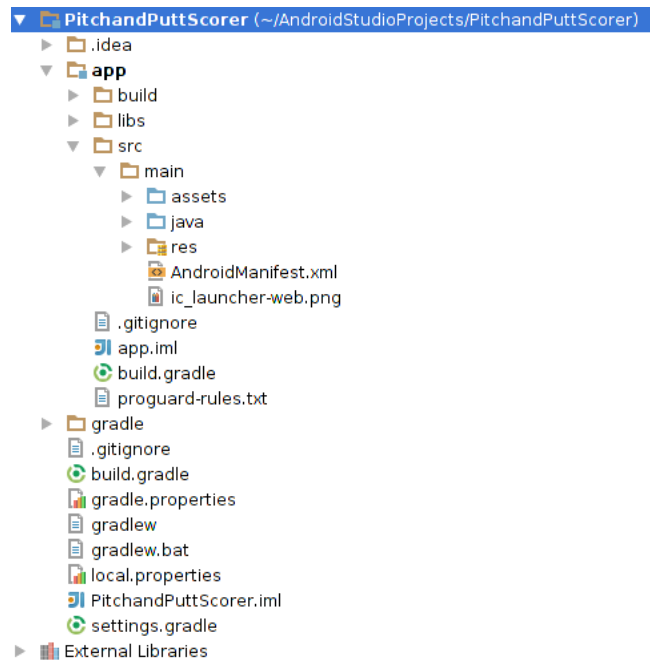 PitchandPuttScorer (~/AndroidStudioProjects/PitchandPuttScorer)
.idea
app
build
libs
src
main
assets
java
res
AndroidManifest.xml
ic_launcher-web.png
.gitignore
app.iml
build.gradle
proguard-rules.txt
gradle
.gitignore
build.gradle
gradle.properties
gradlew
gradlew.bat
local.properties
PitchandPuttScorer.iml
settings.gradle
External Libraries